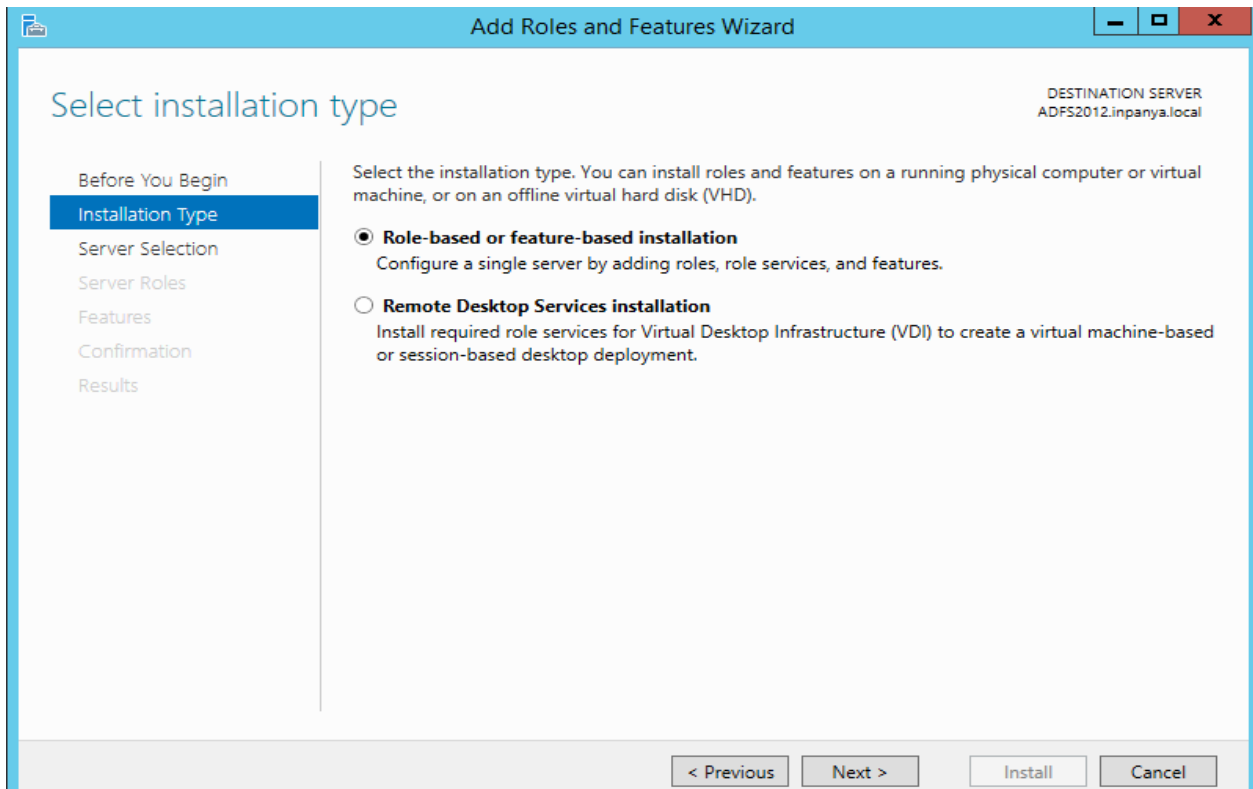 Add Roles and Features Wizard
Select installation type
DESTINATION SERVER
ADFS2012.inpanya.local
Before You Begin
Installation Type
Server Selection
Server Roles
Features
Confirmation
Results
Select the installation type. You can install roles and features on a running physical computer or virtual
machine, or on an offline virtual hard disk (VHD).
Role-based or feature-based installation
Configure a single server by adding roles, role services, and features.
Remote Desktop Services installation
Install required role services for Virtual Desktop Infrastructure (VDI) to create a virtual machine-based
or session-based desktop deployment.
< Previous
Next >
Install
Cancel